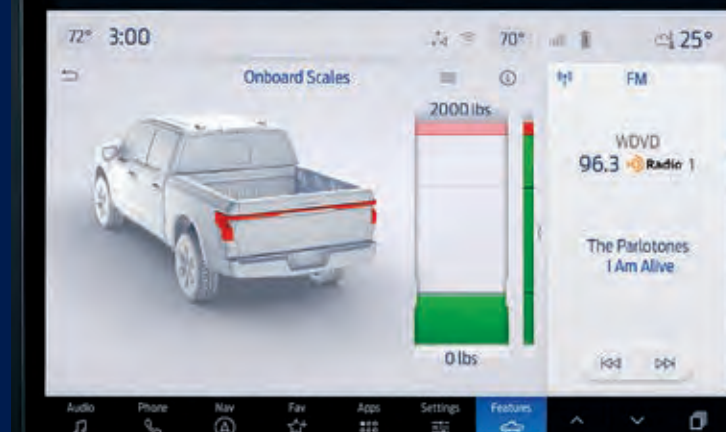 72° 3:00 70° 25°
Onboard Scales
FM
2000 lbs
WDVD
96.3 HD Radio 1
The Parlotones
I Am Alive
0 lbs
Audio Phone Nav Fav Apps Settings Features